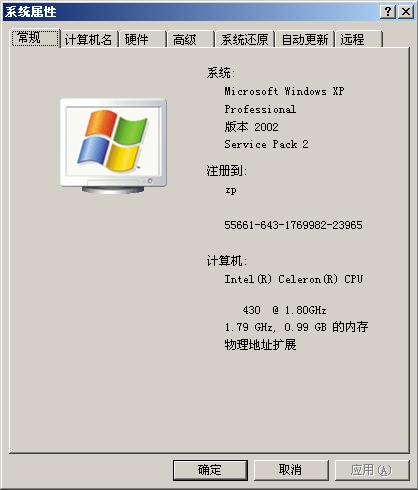 系统属性
常规 计算机名 硬件 高级 系统还原 自动更新 远程
系统:
Microsoft Windows XP
Professional
版本 2002
Service Pack 2
注册到:
zp
55661-643-1769982-23965
计算机:
Intel(R) Celeron(R) CPU
430 @ 1.80GHz
1.79 GHz, 0.99 GB 的内存
物理地址扩展
确定 取消 应用(A)